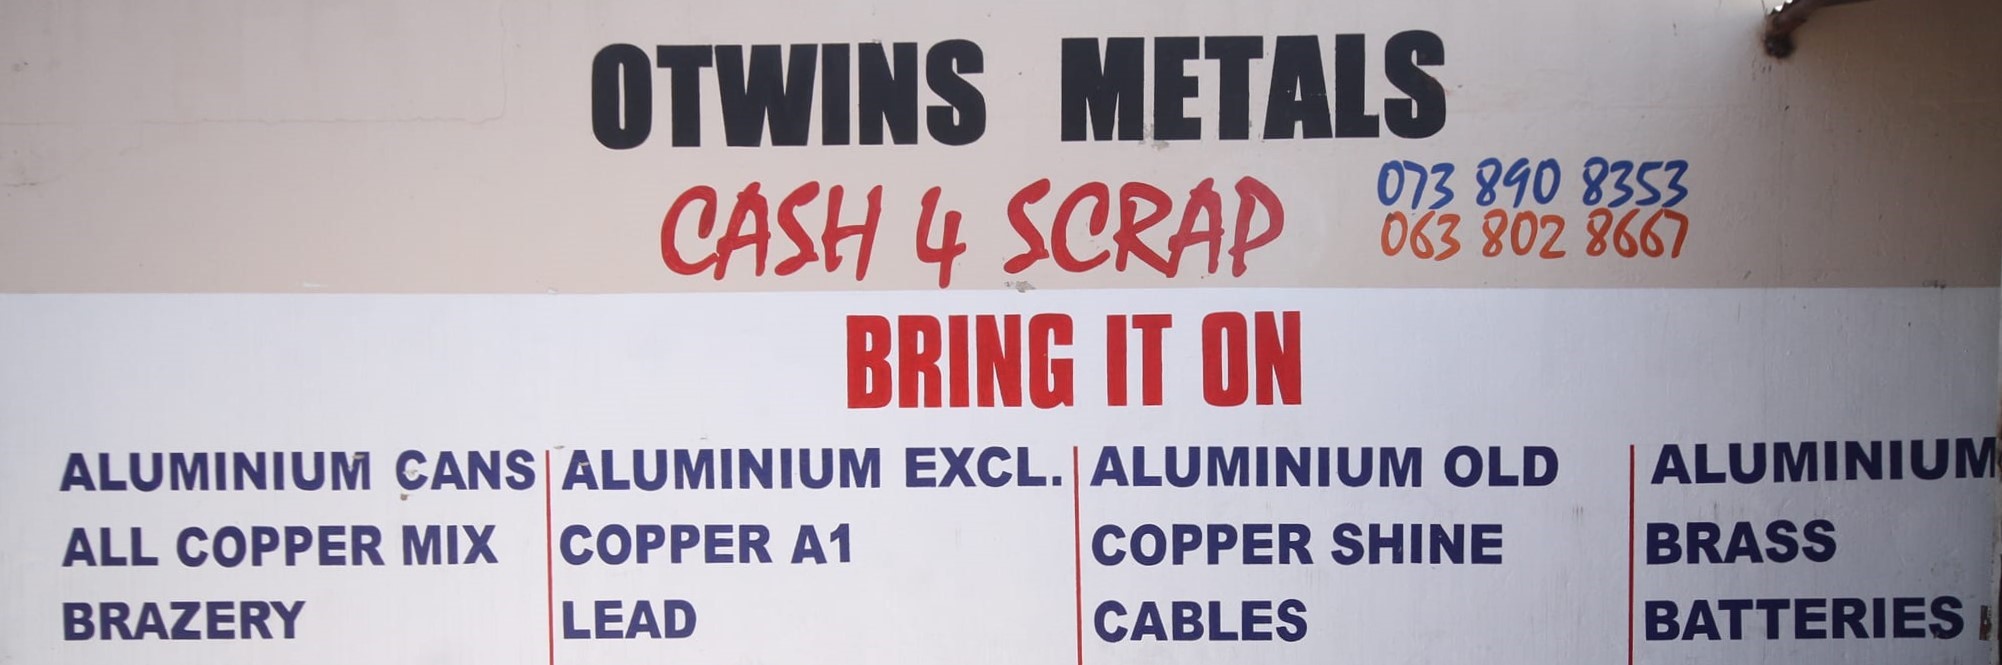 OTWINS METALS
CASH 4 SCRAP
073 890 8353
063 802 8667
BRING IT ON
ALUMINIUM CANS ALUMINIUM EXCL. ALUMINIUM OLD ALUMINIUM
ALL COPPER MIX COPPER A1 COPPER SHINE BRASS
BRAZERY LEAD CABLES BATTERIES